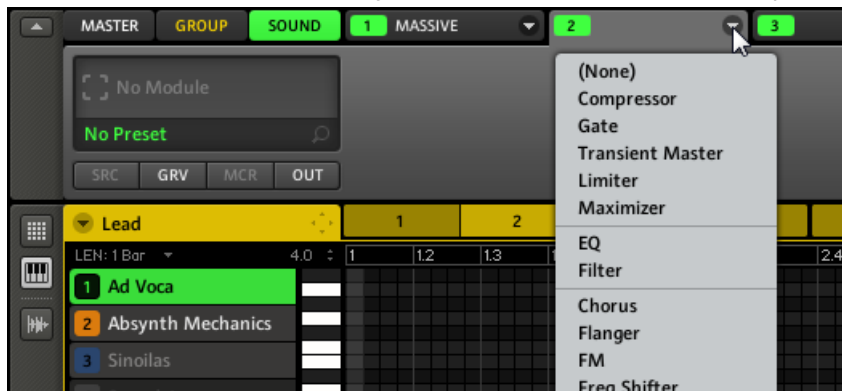 MASTER GROUP SOUND 1 MASSIVE 2 3
No Module
No Preset
SRC GRV MCR OUT
(None)
Compressor
Gate
Transient Master
Limiter
Maximizer
EQ
Filter
Chorus
Flanger
FM
Freq Shifter
Lead 1 2
LEN: 1 Bar 4.0 1 1.2 1.3 2.4
1 Ad Voca
2 Absynth Mechanics
3 Sinoilas